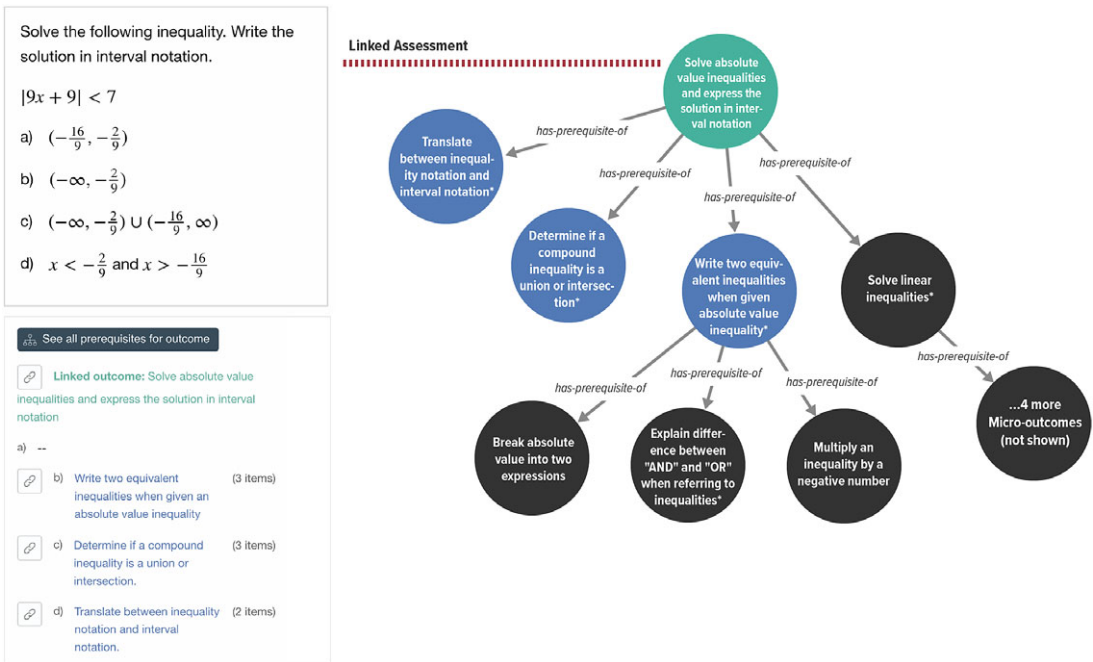 Solve the following inequality. Write the
solution in interval notation.
|9x + 9| < 7
a) (−16/9, −2/9)
b) (−∞, −2/9)
c) (−∞, −2/9) ∪ (−16/9, ∞)
d) x < −2/9 and x > −16/9
See all prerequisites for outcome
Linked outcome: Solve absolute value
inequalities and express the solution in interval
notation
a) --
b) Write two equivalent (3 items)
inequalities when given an
absolute value inequality
c) Determine if a compound (3 items)
inequality is a union or
intersection.
d) Translate between inequality (2 items)
notation and interval
notation.
Linked Assessment
Solve absolute
value inequalities
and express the
solution in inter-
val notation
has-prerequisite-of
has-prerequisite-of
has-prerequisite-of
has-prerequisite-of
Translate
between inequal-
ity notation and
interval notation*
Determine if a
compound
inequality is a
union or intersec-
tion*
Write two equiv-
alent inequalities
when given
absolute value
inequality*
Solve linear
inequalities*
has-prerequisite-of
has-prerequisite-of
has-prerequisite-of
has-prerequisite-of
Break absolute
value into two
expressions
Explain differ-
ence between
"AND" and "OR"
when referring to
inequalities*
Multiply an
inequality by a
negative number
...4 more
Micro-outcomes
(not shown)